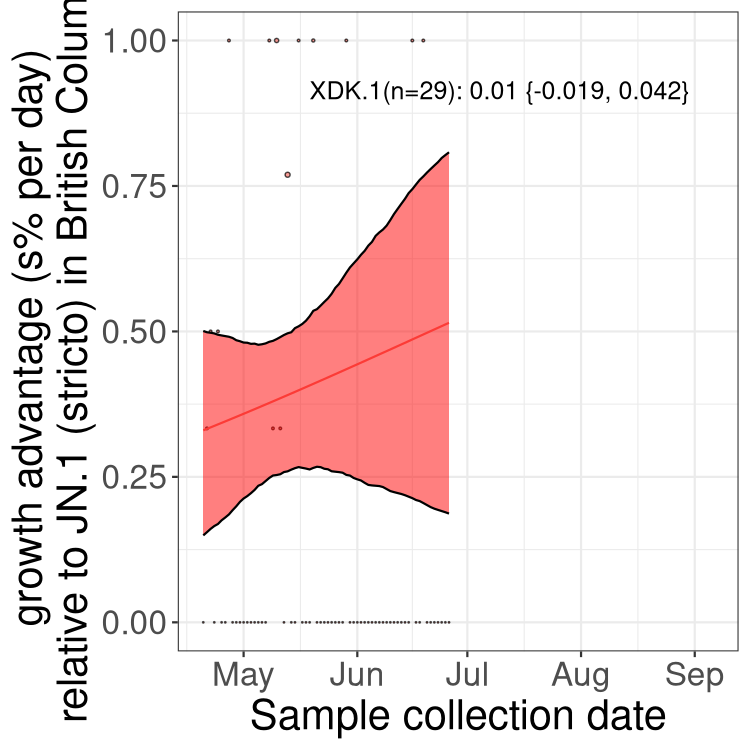 growth advantage (s% per day)
relative to JN.1 (stricto) in British Colum
1.00
0.75
0.50
0.25
0.00
XDK.1(n=29): 0.01 {-0.019, 0.042}
May Jun Jul Aug Sep
Sample collection date